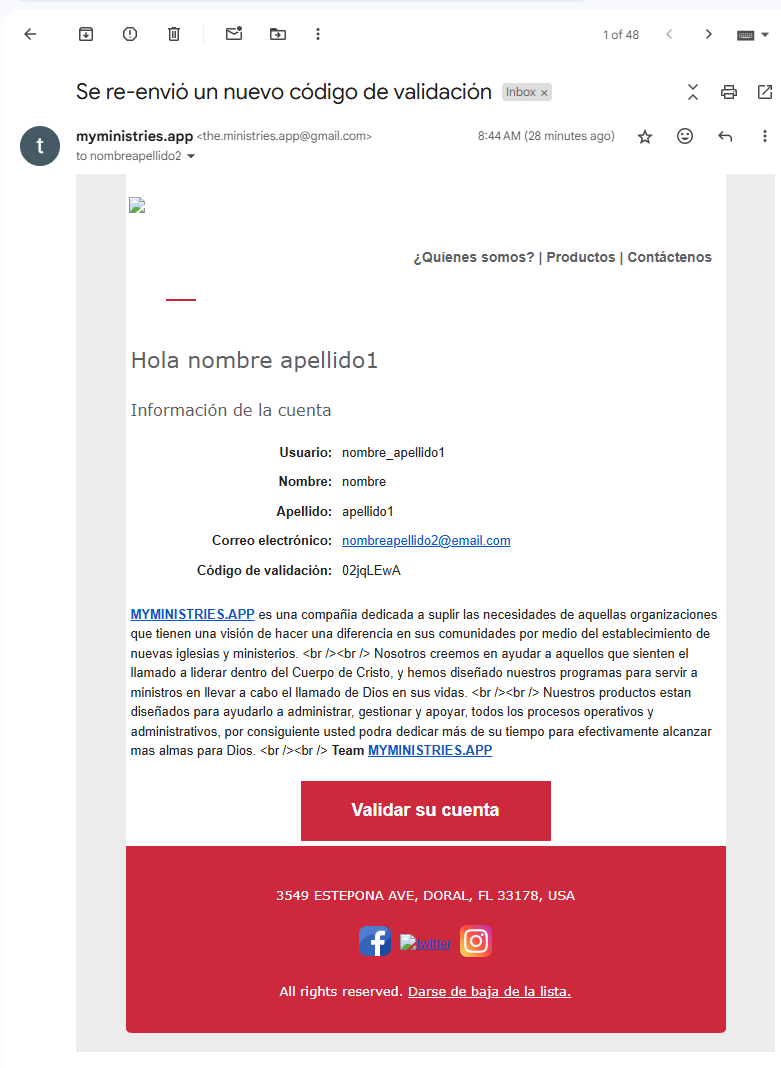 1 of 48
Se re-envió un nuevo código de validación Inbox ×
t
myministries.app <the.ministries.app@gmail.com>
8:44 AM (28 minutes ago)
to nombreapellido2
¿Quienes somos? | Productos | Contáctenos
Hola nombre apellido1
Información de la cuenta
Usuario: nombre_apellido1
Nombre: nombre
Apellido: apellido1
Correo electrónico: nombreapellido2@email.com
Código de validación: 02jqLEwA
MYMINISTRIES.APP es una compañia dedicada a suplir las necesidades de aquellas organizaciones
que tienen una visión de hacer una diferencia en sus comunidades por medio del establecimiento de
nuevas iglesias y ministerios. <br /><br /> Nosotros creemos en ayudar a aquellos que sienten el
llamado a liderar dentro del Cuerpo de Cristo, y hemos diseñado nuestros programas para servir a
ministros en llevar a cabo el llamado de Dios en sus vidas. <br /><br /> Nuestros productos estan
diseñados para ayudarlo a administrar, gestionar y apoyar, todos los procesos operativos y
administrativos, por consiguiente usted podra dedicar más de su tiempo para efectivamente alcanzar
mas almas para Dios. <br /><br /> Team MYMINISTRIES.APP
Validar su cuenta
3549 ESTEPONA AVE, DORAL, FL 33178, USA
twitter
All rights reserved. Darse de baja de la lista.